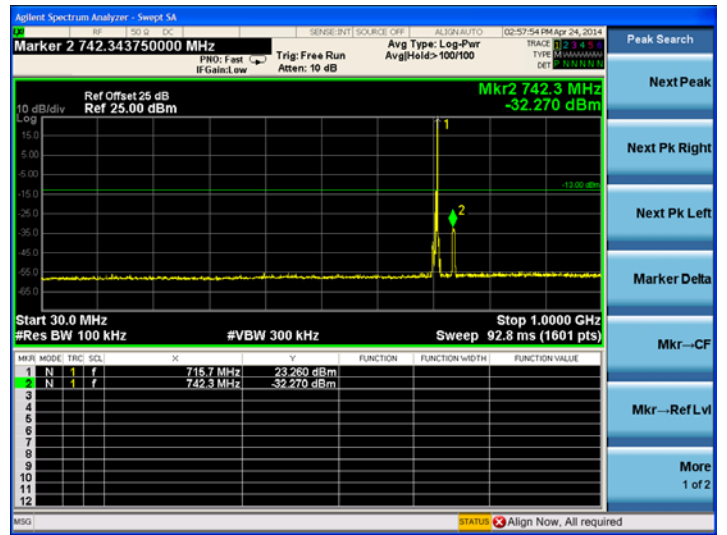 Agilent Spectrum Analyzer - Swept SA
RF 50 Ω DC SENSE:INT SOURCE OFF ALIGN AUTO 02:57:54 PM Apr 24, 2014
Marker 2 742.343750000 MHz
PNO: Fast
IFGain:Low
Trig: Free Run
Atten: 10 dB
Avg Type: Log-Pwr
Avg|Hold>100/100
TRACE 1 2 3 4 5 6
TYPE
DET P N N N N N
Mkr2 742.3 MHz
-32.270 dBm
Ref Offset 25 dB
10 dB/div Ref 25.00 dBm
Log
15.0
5.00
-5.00
-15.0
-25.0
-35.0
-45.0
-55.0
-65.0
1
2
-13.00 dBm
Start 30.0 MHz Stop 1.0000 GHz
#Res BW 100 kHz #VBW 300 kHz Sweep 92.8 ms (1601 pts)
MKR MODE TRC SCL X Y FUNCTION FUNCTION WIDTH FUNCTION VALUE
1 N 1 f 715.7 MHz 23.260 dBm
2 N 1 f 742.3 MHz -32.270 dBm
3
4
5
6
7
8
9
10
11
12
MSG STATUS Align Now, All required
Peak Search
Next Peak
Next Pk Right
Next Pk Left
Marker Delta
Mkr→CF
Mkr→Ref Lvl
More
1 of 2